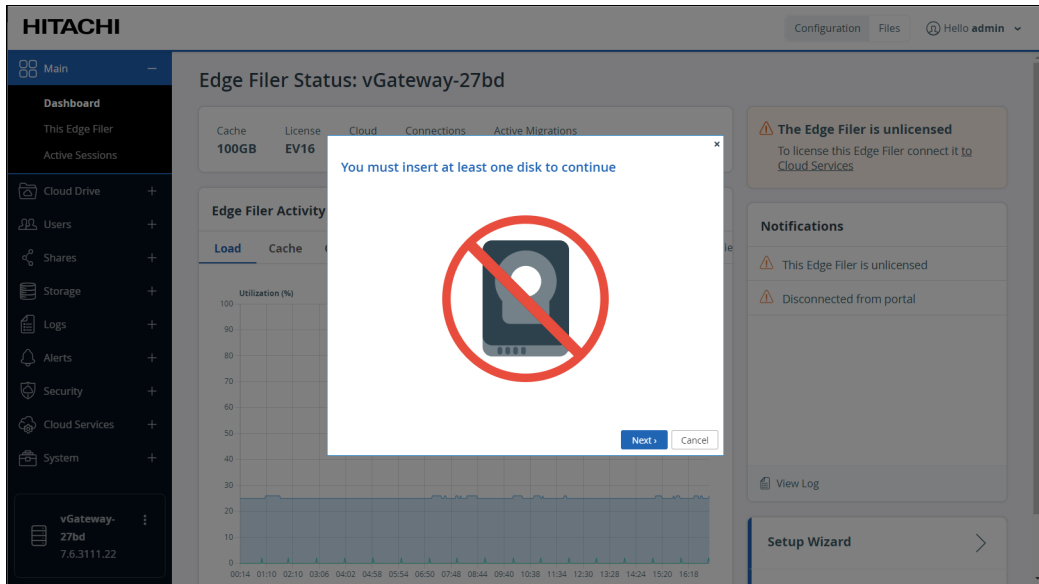 HITACHI
Configuration
Files
Hello admin
Main
Dashboard
This Edge Filer
Active Sessions
Cloud Drive
Users
Shares
Storage
Logs
Alerts
Security
Cloud Services
System
vGateway-
27bd
7.6.3111.22
Edge Filer Status: vGateway-27bd
Cache License Cloud Connections Active Migrations
100GB EV16
Edge Filer Activity
Load Cache
Utilization (%)
100
90
80
70
60
50
40
30
20
10
0
00:14 01:10 02:10 03:06 04:02 04:58 05:54 06:50 07:48 08:44 09:40 10:38 11:34 12:30 13:28 14:24 15:20 16:18
You must insert at least one disk to continue
Next ›
Cancel
The Edge Filer is unlicensed
To license this Edge Filer connect it to
Cloud Services
Notifications
This Edge Filer is unlicensed
Disconnected from portal
View Log
Setup Wizard